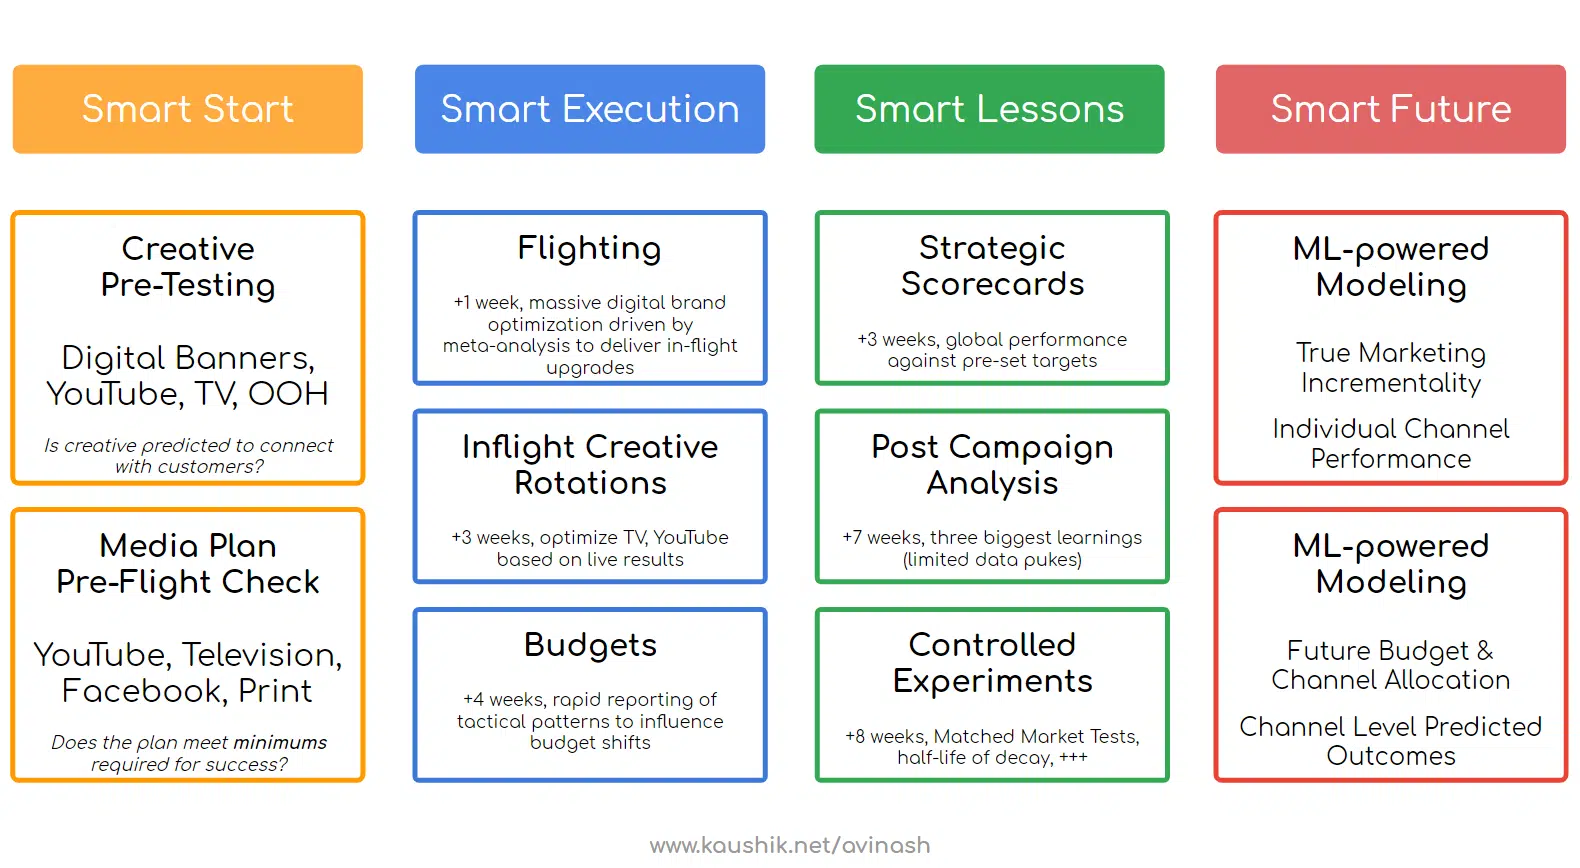 Smart Start
Smart Execution
Smart Lessons
Smart Future
Creative
Pre-Testing
Digital Banners,
YouTube, TV, OOH
Is creative predicted to connect
with customers?
Media Plan
Pre-Flight Check
YouTube, Television,
Facebook, Print
Does the plan meet minimums
required for success?
Flighting
+1 week, massive digital brand
optimization driven by
meta-analysis to deliver in-flight
upgrades
Inflight Creative
Rotations
+3 weeks, optimize TV, YouTube
based on live results
Budgets
+4 weeks, rapid reporting of
tactical patterns to influence
budget shifts
Strategic
Scorecards
+3 weeks, global performance
against pre-set targets
Post Campaign
Analysis
+7 weeks, three biggest learnings
(limited data pukes)
Controlled
Experiments
+8 weeks, Matched Market Tests,
half-life of decay, +++
ML-powered
Modeling
True Marketing
Incrementality
Individual Channel
Performance
ML-powered
Modeling
Future Budget &
Channel Allocation
Channel Level Predicted
Outcomes
www.kaushik.net/avinash